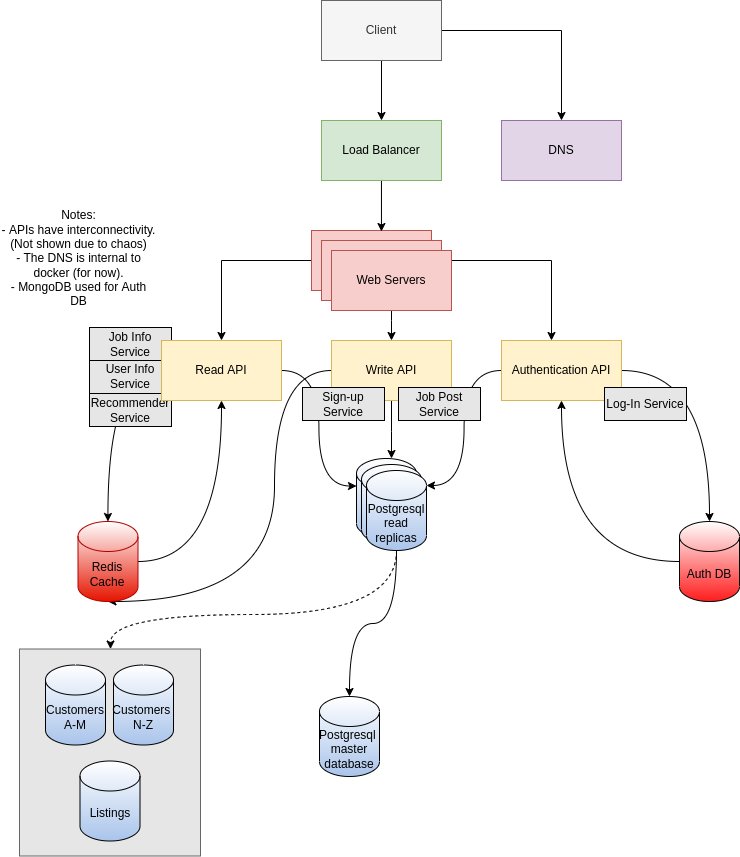 Client
Load Balancer
DNS
Notes:
- APIs have interconnectivity.
(Not shown due to chaos)
- The DNS is internal to
docker (for now).
- MongoDB used for Auth
DB
Web Servers
Job Info
Service
User Info
Service
Recommender
Service
Read API
Write API
Authentication API
Sign-up
Service
Job Post
Service
Log-In Service
Postgresql
read
replicas
Redis
Cache
Auth DB
Customers
A-M
Customers
N-Z
Listings
Postgresql
master
database